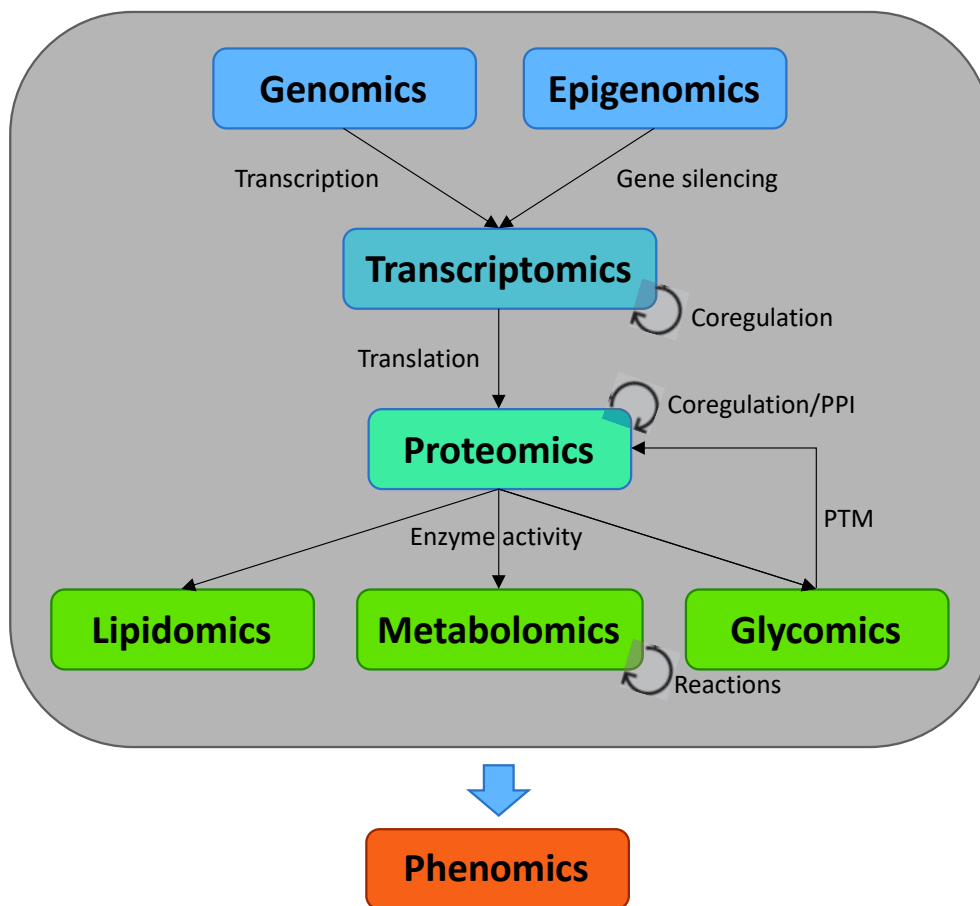 Genomics
Epigenomics
Transcription
Gene silencing
Transcriptomics
Coregulation
Translation
Coregulation/PPI
Proteomics
PTM
Enzyme activity
Lipidomics
Metabolomics
Glycomics
Reactions
Phenomics